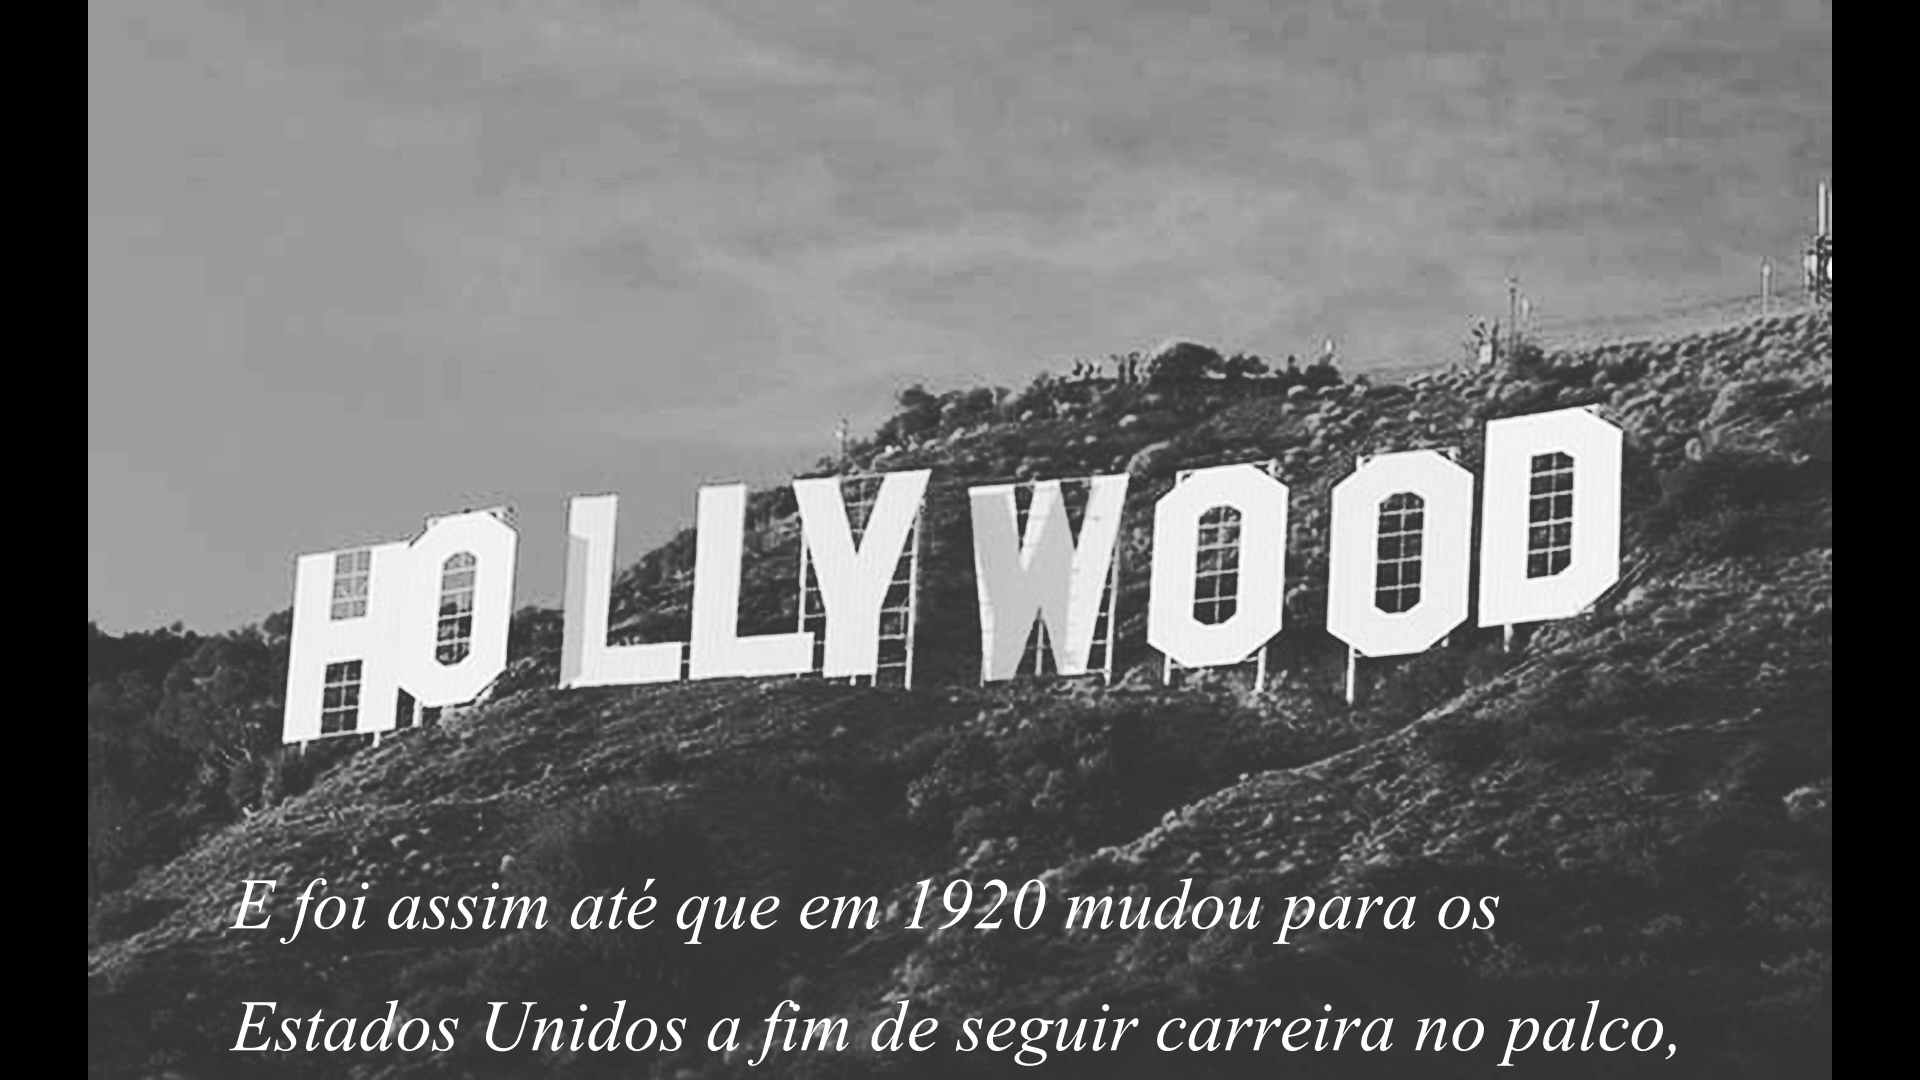 HOLLYWOOD
E foi assim até que em 1920 mudou para os
Estados Unidos a fim de seguir carreira no palco,